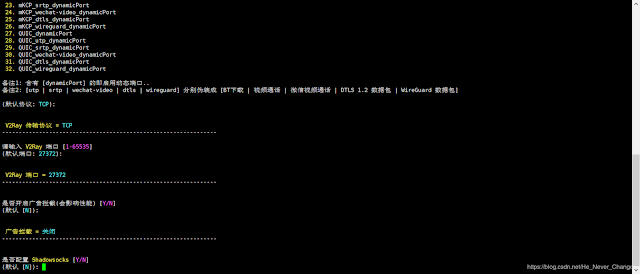 23. mKCP_srtp_dynamicPort
24. mKCP_wechat-video_dynamicPort
25. mKCP_dtls_dynamicPort
26. mKCP_wireguard_dynamicPort
27. QUIC_dynamicPort
28. QUIC_utp_dynamicPort
29. QUIC_srtp_dynamicPort
30. QUIC_wechat-video_dynamicPort
31. QUIC_dtls_dynamicPort
32. QUIC_wireguard_dynamicPort
备注1: 含有 [dynamicPort] 的即启用动态端口..
备注2: [utp | srtp | wechat-video | dtls | wireguard] 分别伪装成 [BT下载 | 视频通话 | 微信视频通话 | DTLS 1.2 数据包 | WireGuard 数据包]
(默认协议: TCP):
V2Ray 传输协议 = TCP
----------------------------------------------------------------
请输入 V2Ray 端口 [1-65535]
(默认端口: 27372):
V2Ray 端口 = 27372
----------------------------------------------------------------
是否开启广告拦截(会影响性能) [Y/N]
(默认 [N]):
广告拦截 = 关闭
----------------------------------------------------------------
是否配置 Shadowsocks [Y/N]
(默认 [N]):
https://blog.csdn.net/He_Never_Change